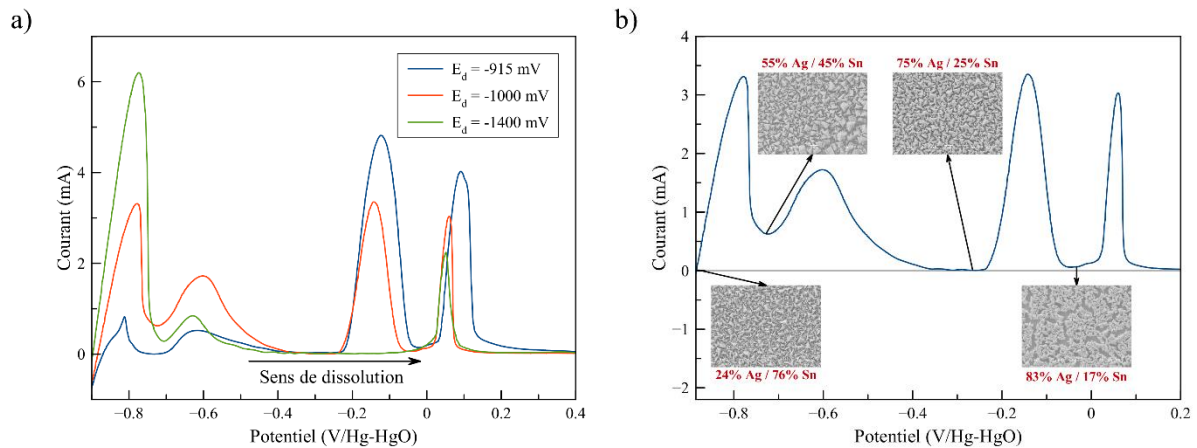 a)
6
4
2
0
Courant (mA)
E_d = -915 mV
E_d = -1000 mV
E_d = -1400 mV
Sens de dissolution
−0.8
−0.6
−0.4
−0.2
0
0.2
0.4
Potentiel (V/Hg-HgO)
b)
4
3
2
1
0
−1
−2
Courant (mA)
55% Ag / 45% Sn
75% Ag / 25% Sn
24% Ag / 76% Sn
83% Ag / 17% Sn
−0.8
−0.6
−0.4
−0.2
0
0.2
Potentiel (V/Hg-HgO)